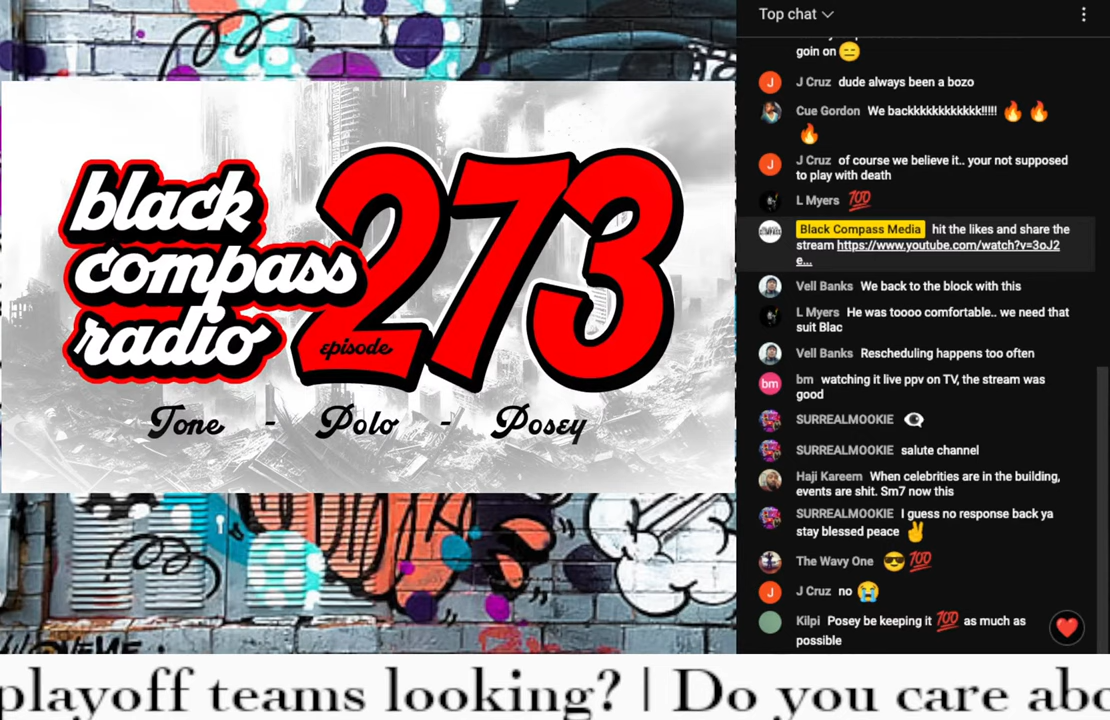 black
compass
radio
273
episode
Tone - Polo - Posey
Top chat
goin on 😑
J Cruz dude always been a bozo
Cue Gordon We backkkkkkkkkkkk!!!!! 🔥 🔥
🔥
J Cruz of course we believe it.. your not supposed
to play with death
L Myers 💯
Black Compass Media hit the likes and share the
stream https://www.youtube.com/watch?v=3oJ2
e...
Vell Banks We back to the block with this
L Myers He was toooo comfortable.. we need that
suit Blac
Vell Banks Rescheduling happens too often
bm watching it live ppv on TV, the stream was
good
SURREALMOOKIE 👁️‍🗨️
SURREALMOOKIE salute channel
Haji Kareem When celebrities are in the building,
events are shit. Sm7 now this
SURREALMOOKIE I guess no response back ya
stay blessed peace ✌️
The Wavy One 😎💯
J Cruz no 😭
Kilpi Posey be keeping it 💯 as much as
possible
playoff teams looking? | Do you care abo